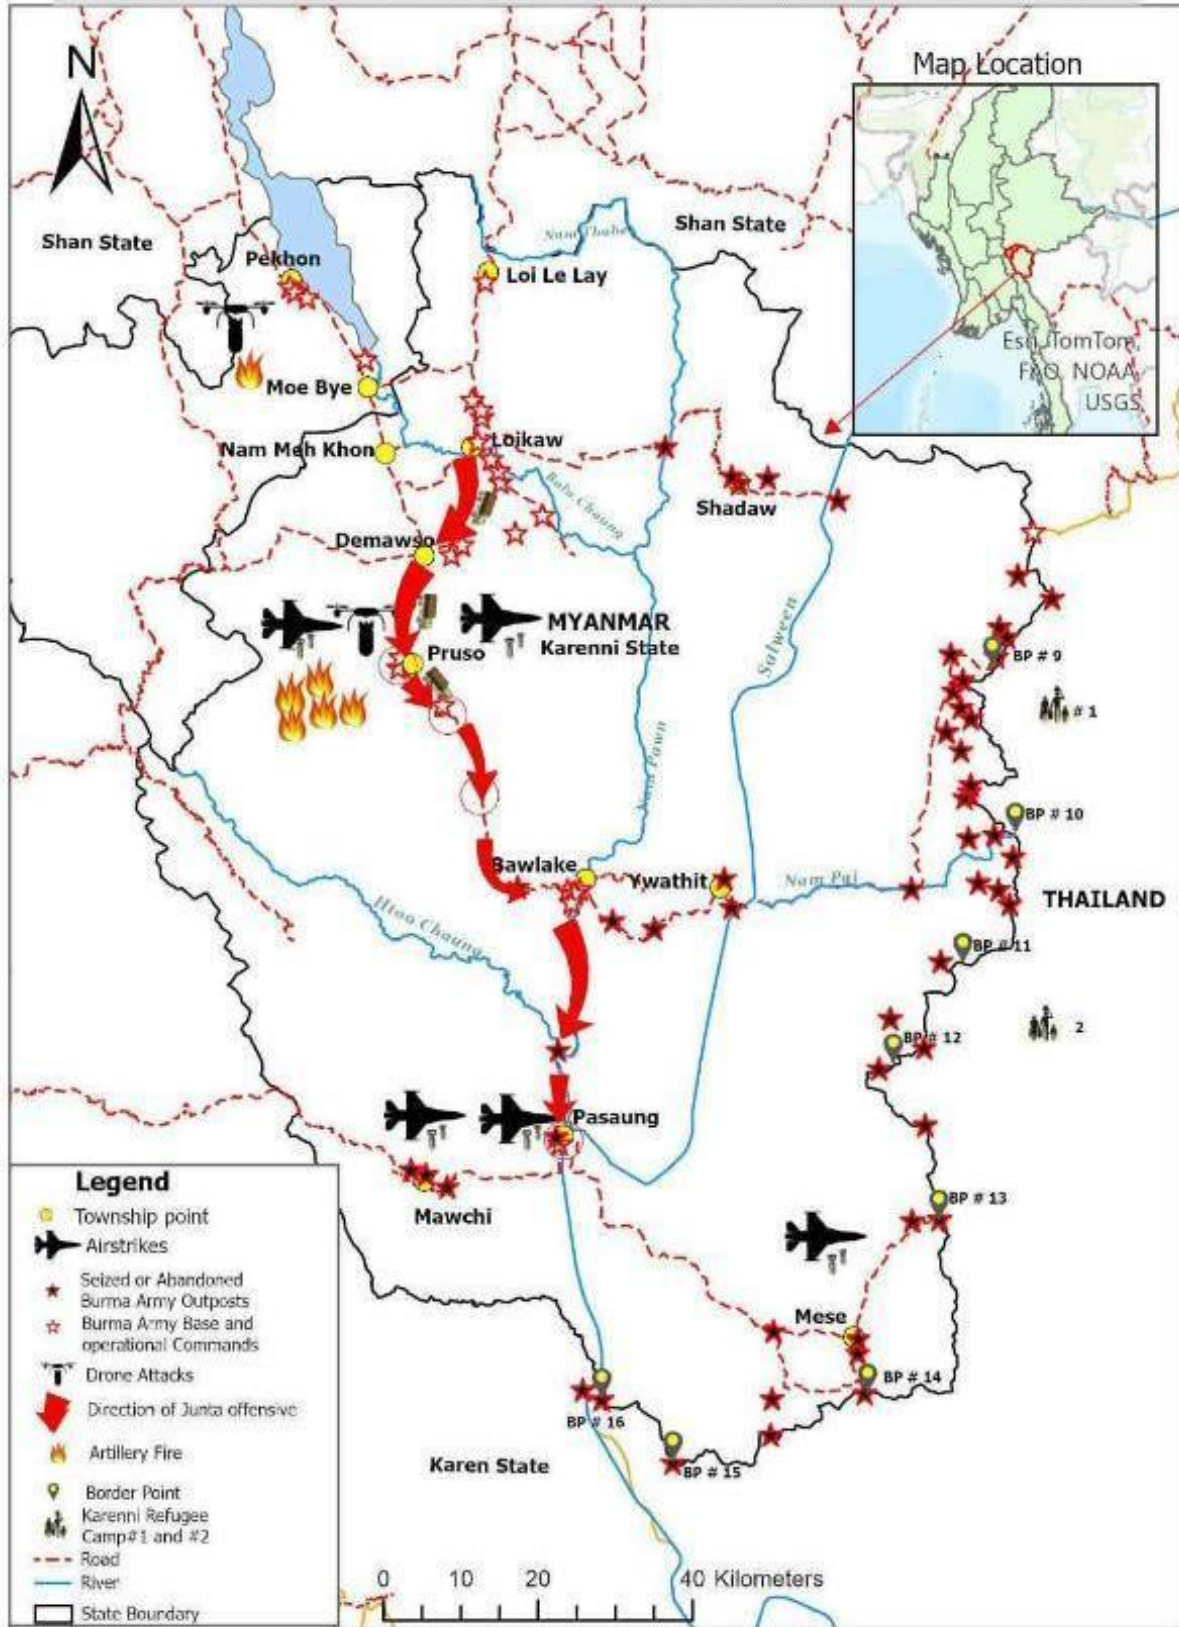 N
Map Location
Esri, TomTom,
FAO, NOAA,
USGS
Shan State
Shan State
Pekhon
Loi Le Lay
Moe Bye
Nam Meh Khon
Loikaw
Balu Chaung
Shadaw
Demawso
MYANMAR
Karenni State
Salween
Pruso
BP # 9
# 1
Nam Pawn
BP # 10
Bawlake
Ywathit
Nam Pai
THAILAND
Htoo Chaung
BP # 11
BP # 12
2
Pasaung
Mawchi
BP # 13
Mese
BP # 14
BP # 16
Karen State
BP # 15
Legend
Township point
Airstrikes
Seized or Abandoned
Burma Army Outposts
Burma Army Base and
operational Commands
Drone Attacks
Direction of Junta offensive
Artillery Fire
Border Point
Karenni Refugee
Camp#1 and #2
Road
River
State Boundary
0 10 20 40 Kilometers